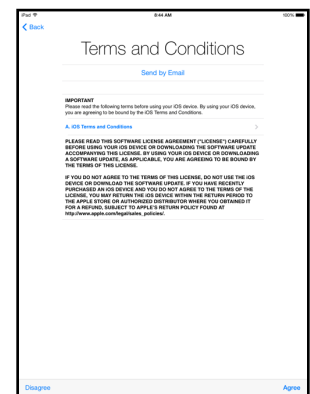 iPad 8:44 AM 100%
Back
Terms and Conditions
Send by Email
IMPORTANT
Please read the following terms before using your iOS device. By using your iOS device,
you are agreeing to be bound by the iOS Terms and Conditions.
A. iOS Terms and Conditions
PLEASE READ THIS SOFTWARE LICENSE AGREEMENT ("LICENSE") CAREFULLY
BEFORE USING YOUR iOS DEVICE OR DOWNLOADING THE SOFTWARE UPDATE
ACCOMPANYING THIS LICENSE. BY USING YOUR iOS DEVICE OR DOWNLOADING
A SOFTWARE UPDATE, AS APPLICABLE, YOU ARE AGREEING TO BE BOUND BY
THE TERMS OF THIS LICENSE.
IF YOU DO NOT AGREE TO THE TERMS OF THIS LICENSE, DO NOT USE THE iOS
DEVICE OR DOWNLOAD THE SOFTWARE UPDATE. IF YOU HAVE RECENTLY
PURCHASED AN iOS DEVICE AND YOU DO NOT AGREE TO THE TERMS OF THE
LICENSE, YOU MAY RETURN THE iOS DEVICE WITHIN THE RETURN PERIOD TO
THE APPLE STORE OR AUTHORIZED DISTRIBUTOR WHERE YOU OBTAINED IT
FOR A REFUND, SUBJECT TO APPLE'S RETURN POLICY FOUND AT
http://www.apple.com/legal/sales_policies/.
Disagree Agree